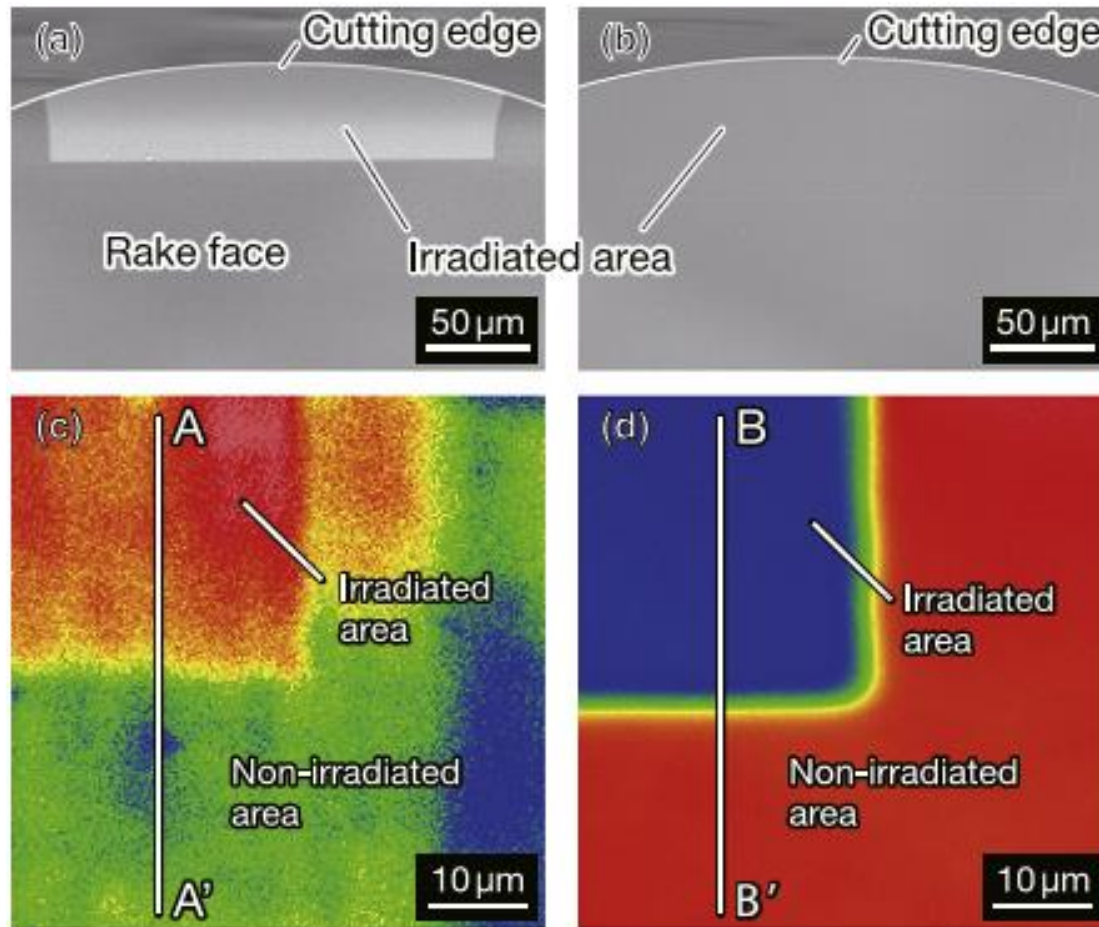 (a)
Cutting edge
Rake face
Irradiated area
50 µm
(b)
Cutting edge
50 µm
(c)
A
Irradiated
area
Non-irradiated
area
A'
10 µm
(d)
B
Irradiated
area
Non-irradiated
area
B'
10 µm